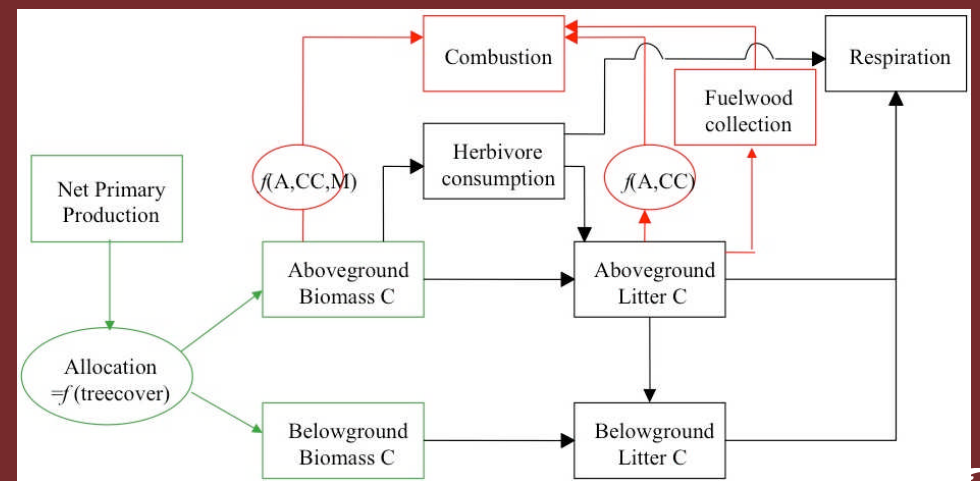 Combustion
Respiration
Fuelwood
collection
Herbivore
consumption
f(A,CC,M)
f(A,CC)
Net Primary
Production
Aboveground
Biomass C
Aboveground
Litter C
Allocation
=f (treecover)
Belowground
Biomass C
Belowground
Litter C